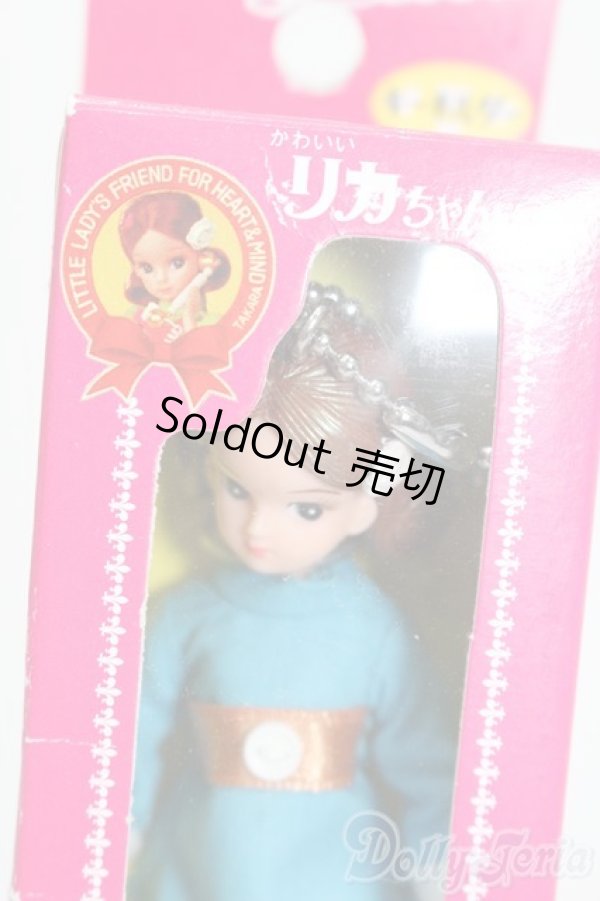 かわいい
リカちゃん
LITTLE LADY'S FRIEND FOR HEART & MIND
TAKARA
SoldOut 売切
Dolly Teria